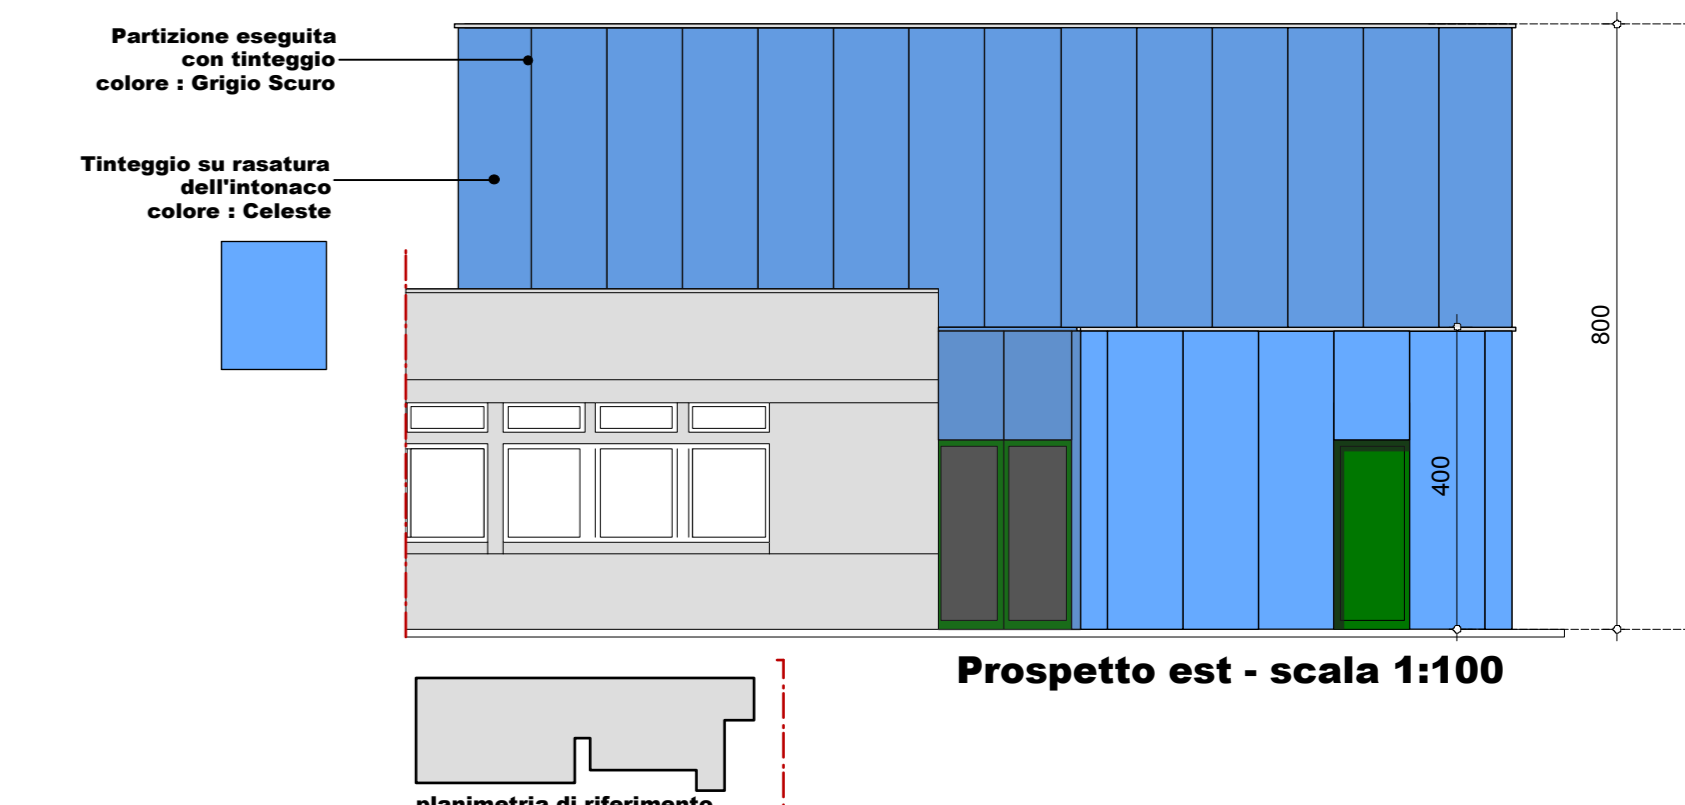 Partizione eseguita
con tinteggio
colore : Grigio Scuro
Tinteggio su rasatura
dell'intonaco
colore : Celeste
800
400
Prospetto est - scala 1:100
planimetria di riferimento